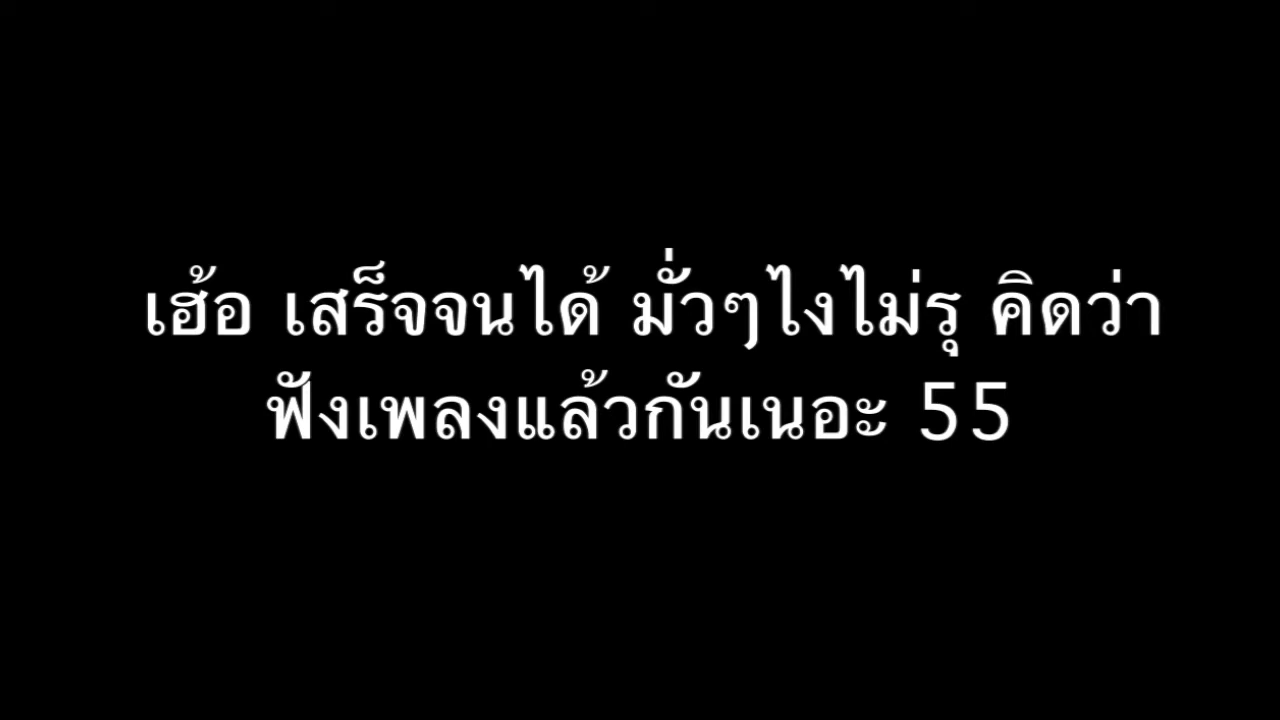 เฮ้อ เสร็จจนได้ มั่วๆไงไม่รุ คิดว่า
ฟังเพลงแล้วกันเนอะ 55